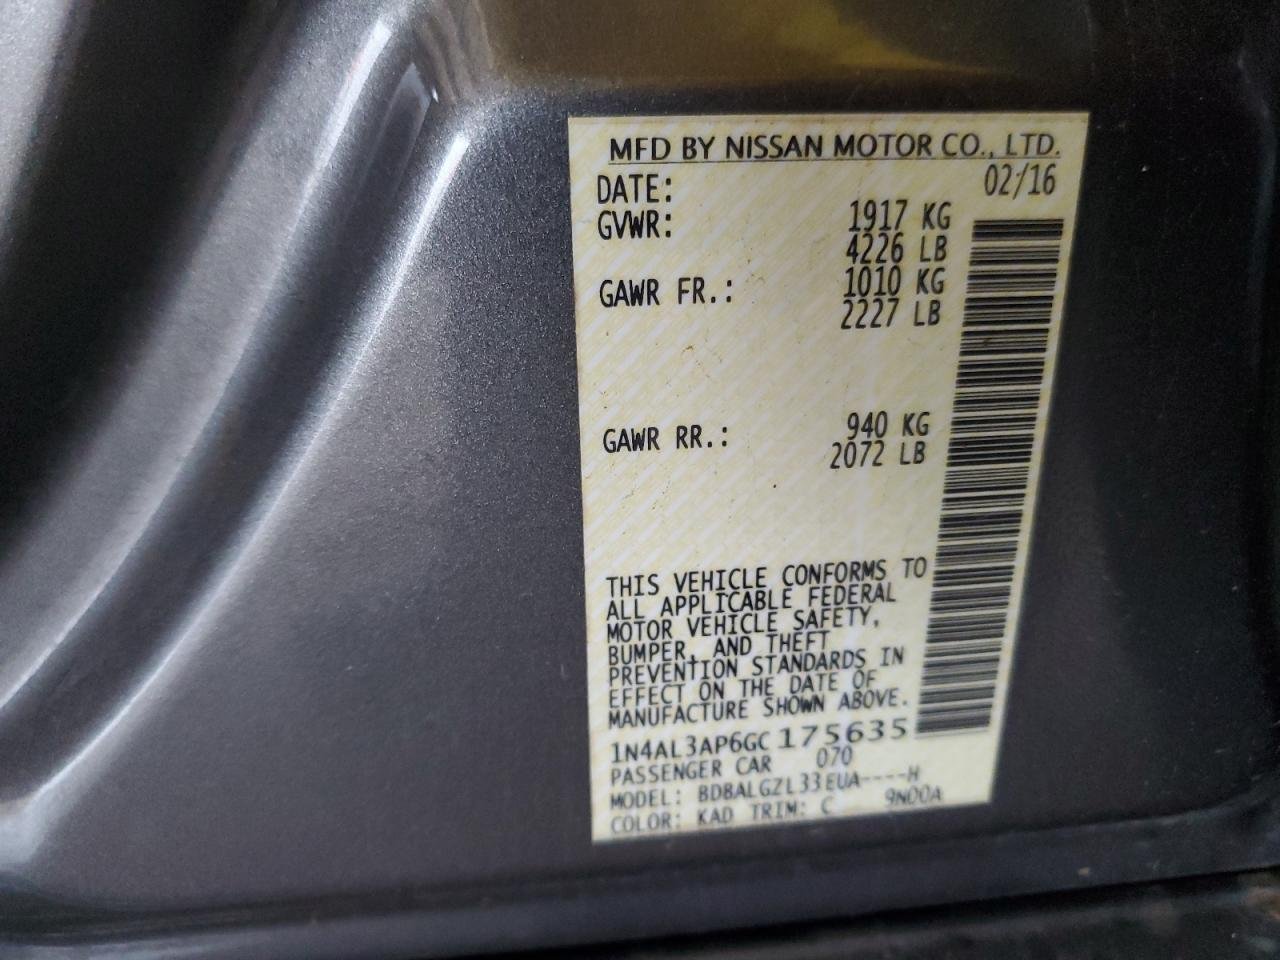 MFD BY NISSAN MOTOR CO., LTD.
DATE: 02/16
GVWR: 1917 KG
4226 LB
GAWR FR.: 1010 KG
2227 LB
GAWR RR.: 940 KG
2072 LB
THIS VEHICLE CONFORMS TO
ALL APPLICABLE FEDERAL
MOTOR VEHICLE SAFETY,
BUMPER, AND THEFT
PREVENTION STANDARDS IN
EFFECT ON THE DATE OF
MANUFACTURE SHOWN ABOVE.
1N4AL3AP6GC175635
PASSENGER CAR 070
MODEL: BDBALGZL33EUA----H
COLOR: KAD TRIM: C 9N00A